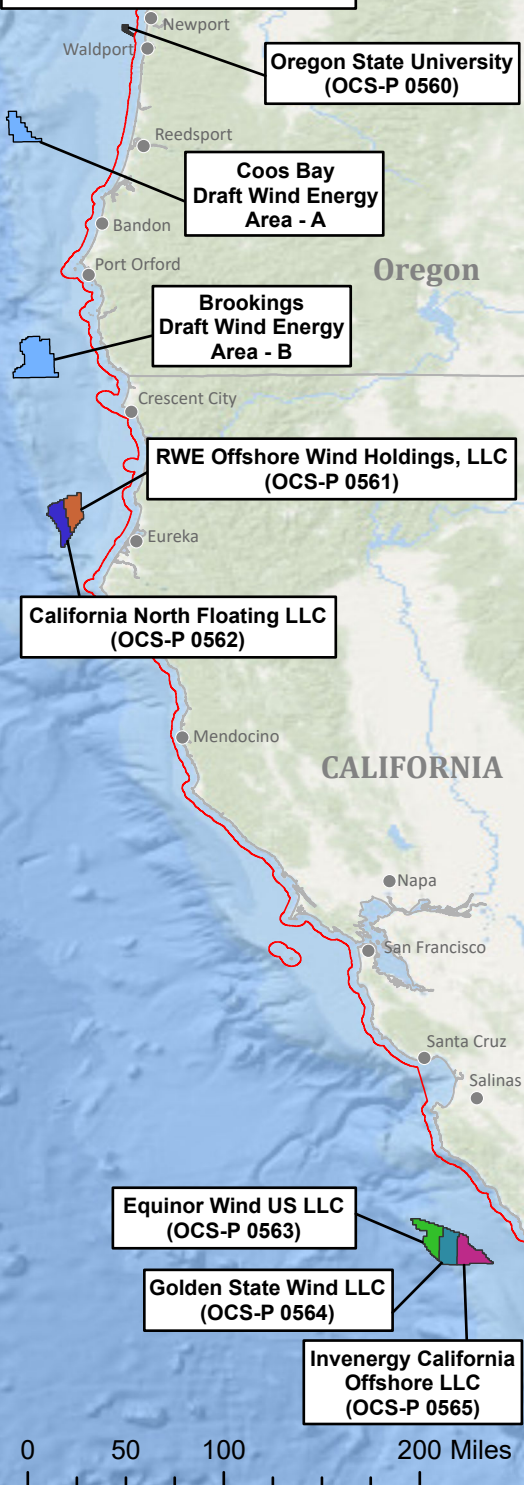 Newport
Waldport
Oregon State University
(OCS-P 0560)
Reedsport
Coos Bay
Draft Wind Energy
Area - A
Bandon
Port Orford
Oregon
Brookings
Draft Wind Energy
Area - B
Crescent City
RWE Offshore Wind Holdings, LLC
(OCS-P 0561)
Eureka
California North Floating LLC
(OCS-P 0562)
Mendocino
CALIFORNIA
Napa
San Francisco
Santa Cruz
Salinas
Equinor Wind US LLC
(OCS-P 0563)
Golden State Wind LLC
(OCS-P 0564)
Invenergy California
Offshore LLC
(OCS-P 0565)
0 50 100 200 Miles